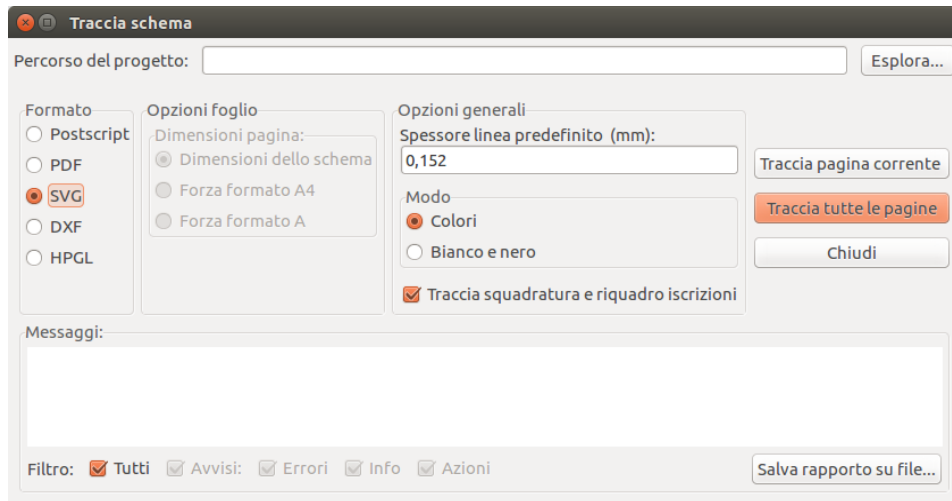 Traccia schema
Percorso del progetto:
Esplora...
Formato
Postscript
PDF
SVG
DXF
HPGL
Opzioni foglio
Dimensioni pagina:
Dimensioni dello schema
Forza formato A4
Forza formato A
Opzioni generali
Spessore linea predefinito (mm):
0,152
Modo
Colori
Bianco e nero
Traccia squadratura e riquadro iscrizioni
Traccia pagina corrente
Traccia tutte le pagine
Chiudi
Messaggi:
Filtro: Tutti Avvisi: Errori Info Azioni
Salva rapporto su file...